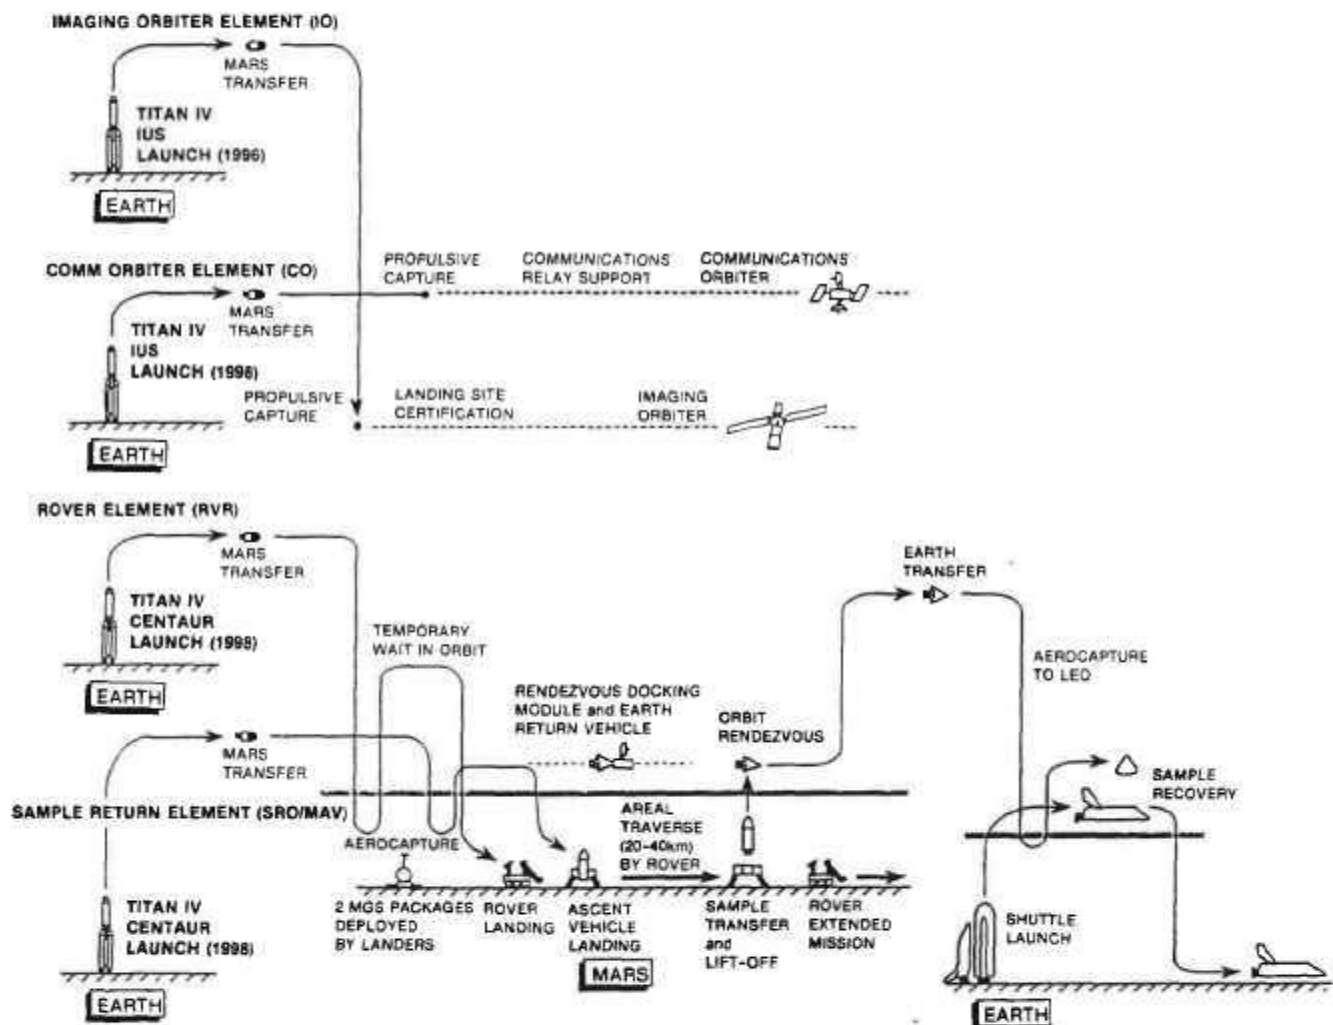 IMAGING ORBITER ELEMENT (IO)
MARS
TRANSFER
TITAN IV
IUS
LAUNCH (1996)
EARTH
COMM ORBITER ELEMENT (CO)
MARS
TRANSFER
TITAN IV
IUS
LAUNCH (1998)
EARTH
PROPULSIVE
CAPTURE
COMMUNICATIONS
RELAY SUPPORT
COMMUNICATIONS
ORBITER
PROPULSIVE
CAPTURE
LANDING SITE
CERTIFICATION
IMAGING
ORBITER
ROVER ELEMENT (RVR)
MARS
TRANSFER
TITAN IV
CENTAUR
LAUNCH (1998)
EARTH
TEMPORARY
WAIT IN ORBIT
RENDEZVOUS DOCKING
MODULE and EARTH
RETURN VEHICLE
ORBIT
RENDEZVOUS
EARTH
TRANSFER
AEROCAPTURE
TO LEO
SAMPLE
RECOVERY
MARS
TRANSFER
SAMPLE RETURN ELEMENT (SRO/MAV)
TITAN IV
CENTAUR
LAUNCH (1998)
EARTH
AEROCAPTURE
AREAL
TRAVERSE
(20-40km)
BY ROVER
2 MGS PACKAGES
DEPLOYED
BY LANDERS
ROVER
LANDING
ASCENT
VEHICLE
LANDING
SAMPLE
TRANSFER
and
LIFT-OFF
ROVER
EXTENDED
MISSION
MARS
SHUTTLE
LAUNCH
EARTH